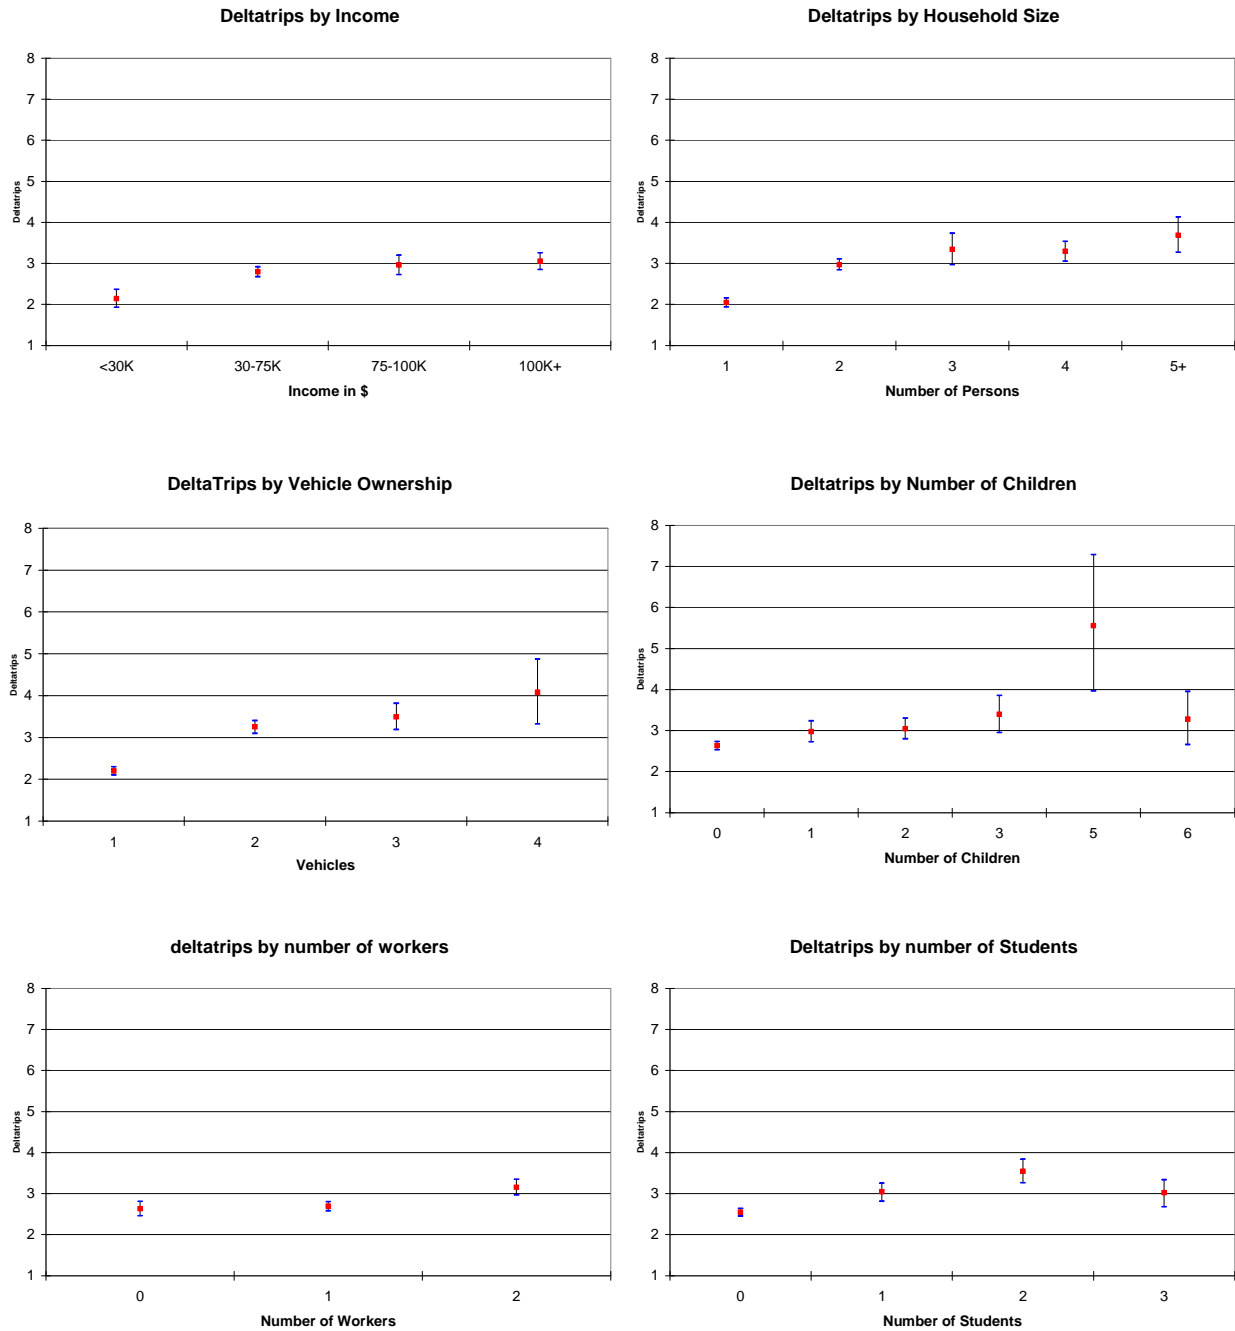 Deltatrips by Income
8
7
6
5
4
3
2
1
Deltatrips
<30K 30-75K 75-100K 100K+
Income in $
Deltatrips by Household Size
8
7
6
5
4
3
2
1
Deltatrips
1 2 3 4 5+
Number of Persons
DeltaTrips by Vehicle Ownership
8
7
6
5
4
3
2
1
Deltatrips
1 2 3 4
Vehicles
Deltatrips by Number of Children
8
7
6
5
4
3
2
1
Deltatrips
0 1 2 3 5 6
Number of Children
deltatrips by number of workers
8
7
6
5
4
3
2
1
Deltatrips
0 1 2
Number of Workers
Deltatrips by number of Students
8
7
6
5
4
3
2
1
Deltatrips
0 1 2 3
Number of Students